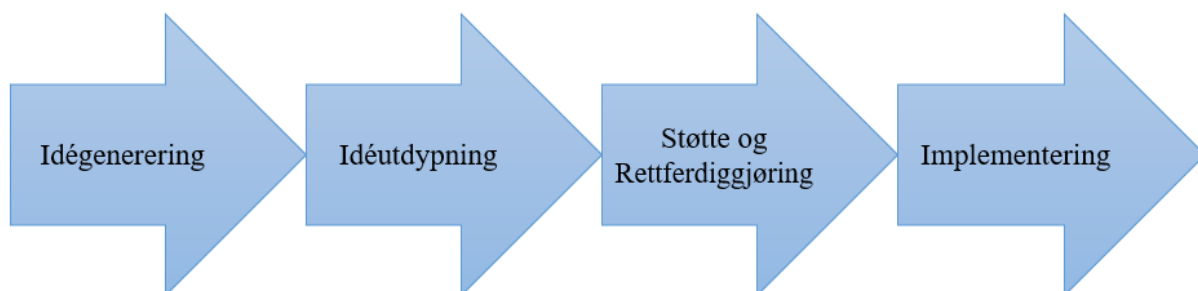 Idégenerering
Idéutdypning
Støtte og
Rettferdiggjøring
Implementering